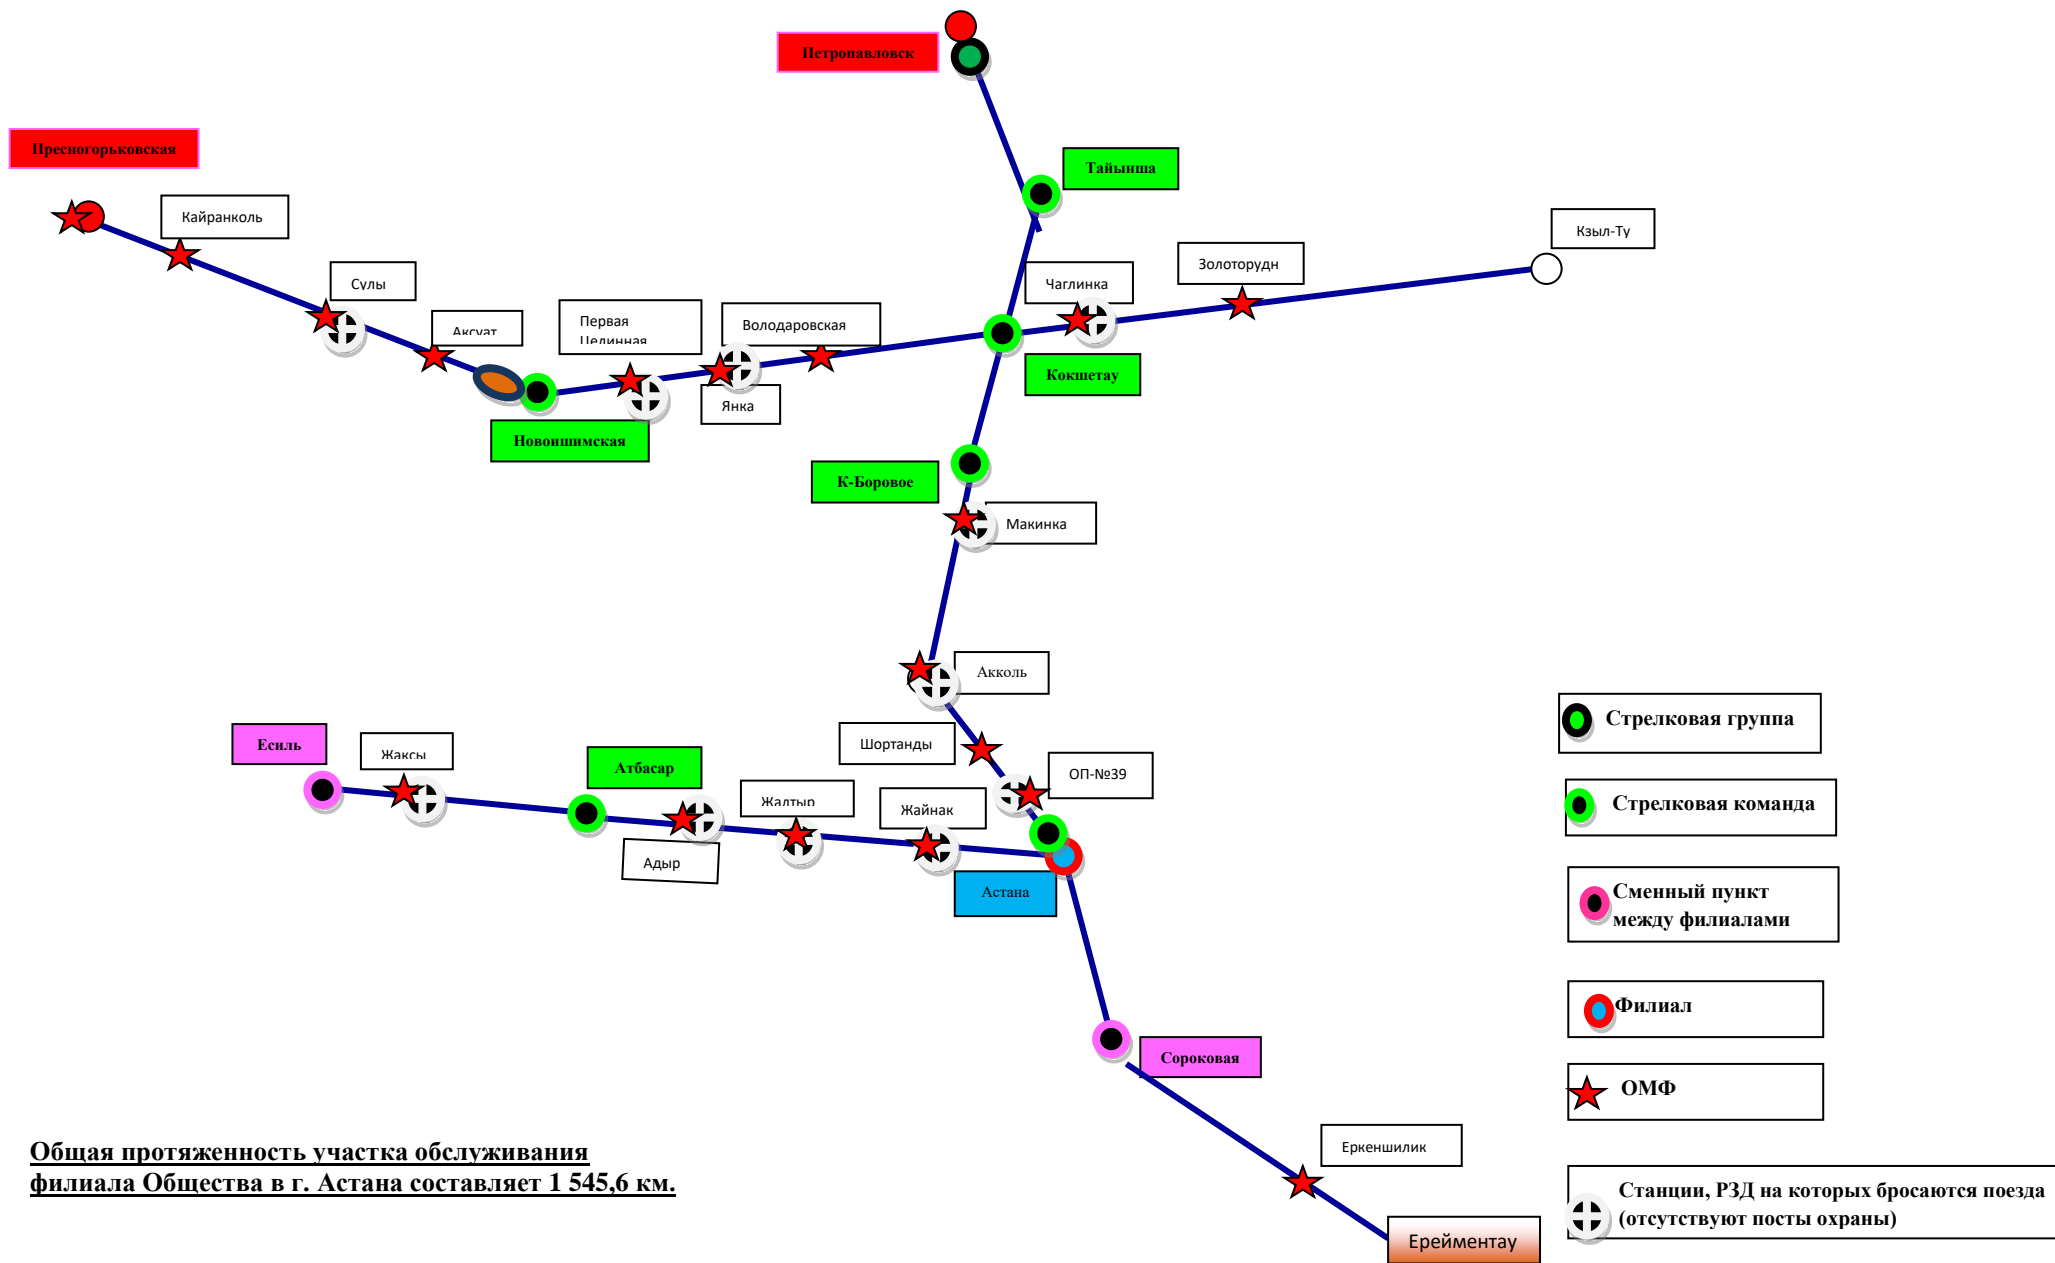 Петропавловск
Пресногорьковская
Тайынша
Кайранколь
Кзыл-Ту
Золоторудн
Сулы
Чаглинка
Аксуат
Первая
Целинная
Володаровская
Кокшетау
Янка
Новоишимская
К-Боровое
Макинка
Акколь
Есиль
Жаксы
Атбасар
Шортанды
ОП-№39
Жалтыр
Жайнак
Адыр
Астана
Сороковая
Еркеншилик
Ерейментау
Стрелковая группа
Стрелковая команда
Сменный пункт
между филиалами
Филиал
ОМФ
Станции, РЗД на которых бросаются поезда
(отсутствуют посты охраны)
Общая протяженность участка обслуживания
филиала Общества в г. Астана составляет 1 545,6 км.